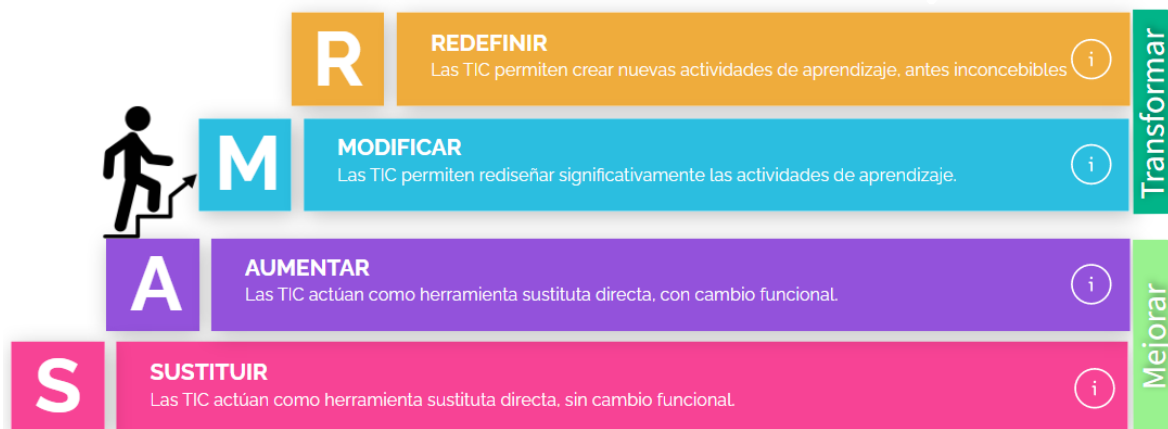 R
REDEFINIR
Las TIC permiten crear nuevas actividades de aprendizaje, antes inconcebibles
i
M
MODIFICAR
Las TIC permiten rediseñar significativamente las actividades de aprendizaje.
i
Transformar
A
AUMENTAR
Las TIC actúan como herramienta sustituta directa, con cambio funcional.
i
S
SUSTITUIR
Las TIC actúan como herramienta sustituta directa, sin cambio funcional.
i
Mejorar